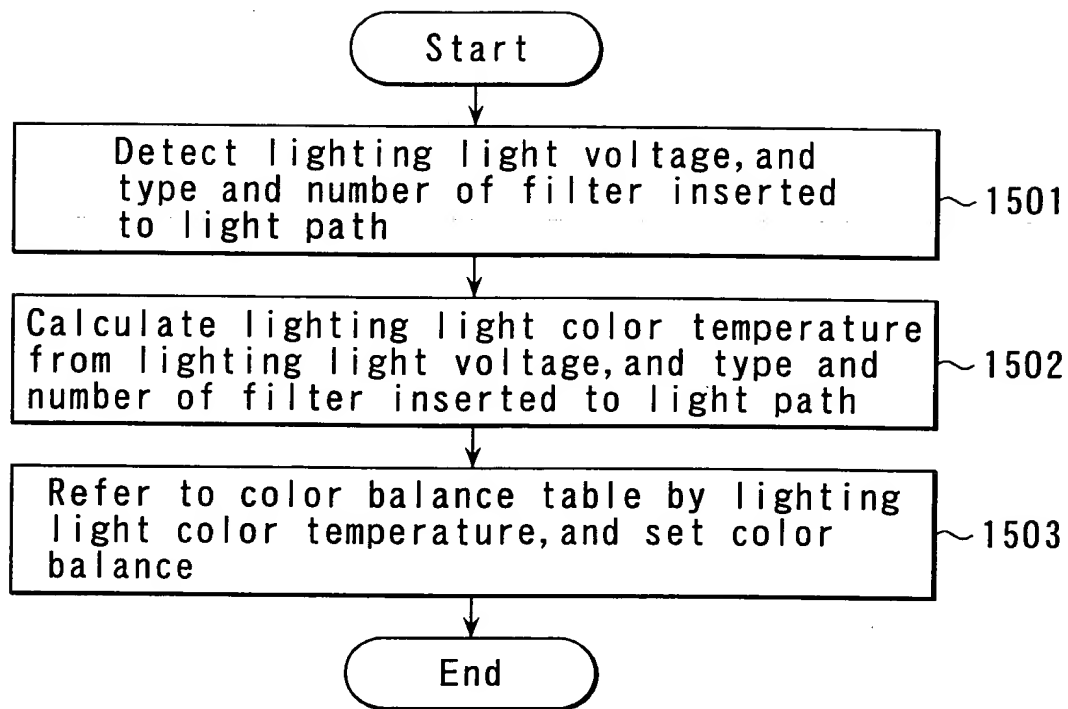 Start
Detect lighting light voltage, and
type and number of filter inserted
to light path
1501
Calculate lighting light color temperature
from lighting light voltage, and type and
number of filter inserted to light path
1502
Refer to color balance table by lighting
light color temperature, and set color
balance
1503
End